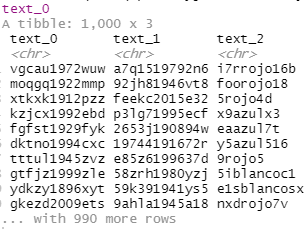 text_0
A tibble: 1,000 x 3
text_0 text_1 text_2
<chr> <chr> <chr>
vgcau1972wuw a7q1519792n6 i7rrojo16b
moqgq1922mmp 92jh81946vt8 foorojo18
xtkxk1912pzz feekc2015e32 5rojo4d
kzjcx1992ebd p3lg71995ecf x9azulx3
fgfst1929fyk 2653j190894w eaazul7t
dktno1994cxc 19744191672r y5azul516
tttul1945zvz e85z6199637d 9rojo5
gtfjz1999zle 58zrh1980yzj 5iblancoc1
ydkzy1896xyt 59k391941ys5 e1sblancosx
gkezd2009ets 9ahla1945a18 nxdrojo7v
... with 990 more rows